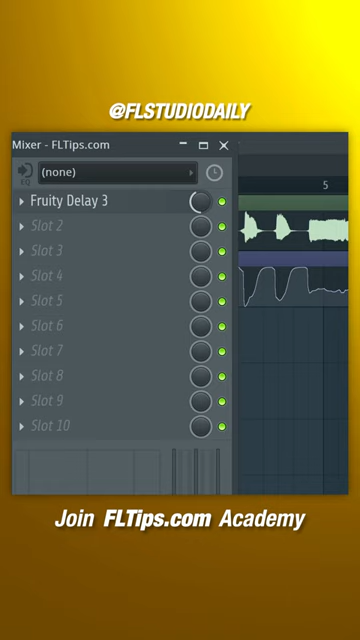 @FLSTUDIODAILY
Mixer - FLTips.com
(none)
EQ
5
Fruity Delay 3
Slot 2
Slot 3
Slot 4
Slot 5
Slot 6
Slot 7
Slot 8
Slot 9
Slot 10
Join FLTips.com Academy